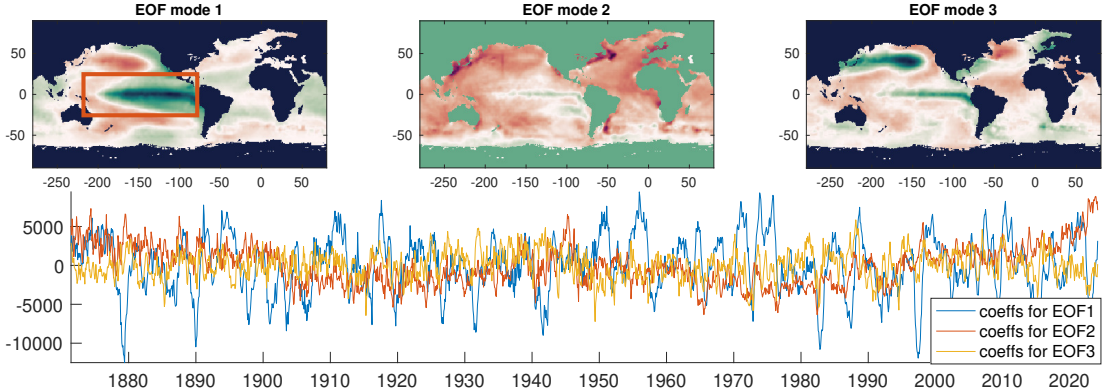 EOF mode 1
EOF mode 2
EOF mode 3
50
0
-50
-250 -200 -150 -100 -50 0 50
50
0
-50
-250 -200 -150 -100 -50 0 50
50
0
-50
-250 -200 -150 -100 -50 0 50
5000
0
-5000
-10000
1880 1890 1900 1910 1920 1930 1940 1950 1960 1970 1980 1990 2000 2010 2020
coeffs for EOF1
coeffs for EOF2
coeffs for EOF3